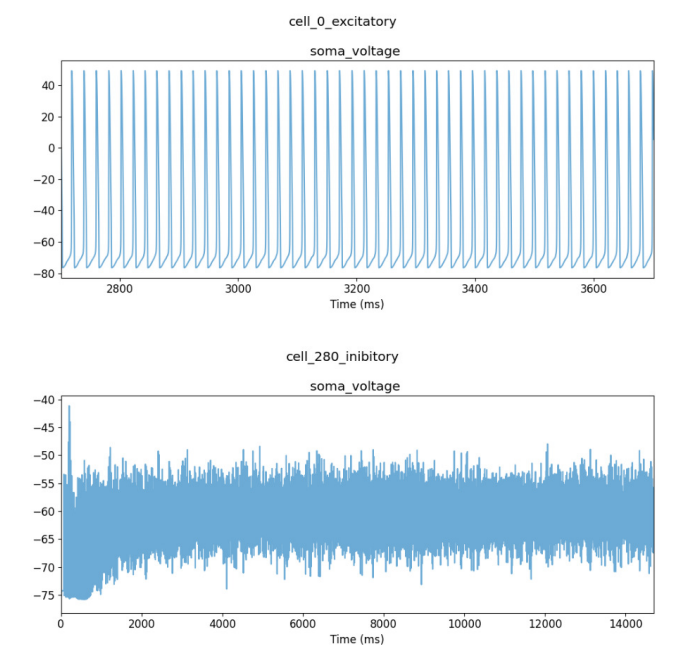 cell_0_excitatory
soma_voltage
40
20
0
−20
−40
−60
−80
2800 3000 3200 3400 3600
Time (ms)
cell_280_inibitory
soma_voltage
−40
−45
−50
−55
−60
−65
−70
−75
0 2000 4000 6000 8000 10000 12000 14000
Time (ms)